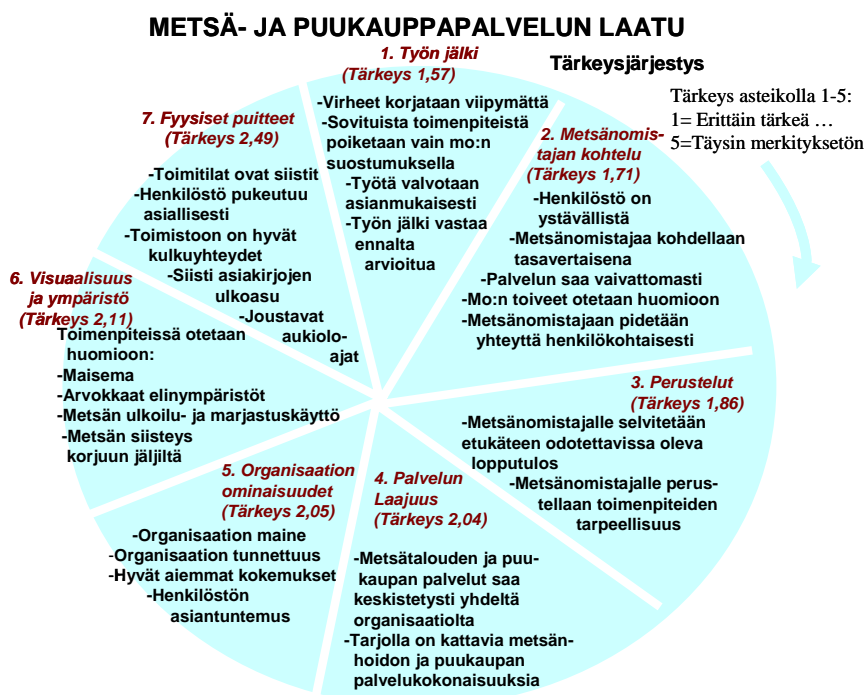 METSÄ- JA PUUKAUPPAPALVELUN LAATU
Tärkeysjärjestys
Tärkeys asteikolla 1-5:
1= Erittäin tärkeä …
5=Täysin merkityksetön
1. Työn jälki
(Tärkeys 1,57)
-Virheet korjataan viipymättä
-Sovituista toimenpiteistä
poiketaan vain mo:n
suostumuksella
-Työtä valvotaan
asianmukaisesti
-Työn jälki vastaa
ennalta
arvioitua
2. Metsänomis-
tajan kohtelu
(Tärkeys 1,71)
-Henkilöstö on
ystävällistä
-Metsänomistajaa kohdellaan
tasavertaisena
-Palvelun saa vaivattomasti
-Mo:n toiveet otetaan huomioon
-Metsänomistajaan pidetään
yhteyttä henkilökohtaisesti
3. Perustelut
(Tärkeys 1,86)
-Metsänomistajalle selvitetään
etukäteen odotettavissa oleva
lopputulos
-Metsänomistajalle perus-
tellaan toimenpiteiden
tarpeellisuus
4. Palvelun
Laajuus
(Tärkeys 2,04)
-Metsätalouden ja puu-
kaupan palvelut saa
keskistetysti yhdeltä
organisaatiolta
-Tarjolla on kattavia metsän-
hoidon ja puukaupan
palvelukokonaisuuksia
5. Organisaation
ominaisuudet
(Tärkeys 2,05)
-Organisaation maine
-Organisaation tunnettuus
-Hyvät aiemmat kokemukset
-Henkilöstön
asiantuntemus
6. Visuaalisuus
ja ympäristö
(Tärkeys 2,11)
Toimenpiteissä otetaan
huomioon:
-Maisema
-Arvokkaat elinympäristöt
-Metsän ulkoilu- ja marjastuskäyttö
-Metsän siisteys
korjuun jäljiltä
7. Fyysiset puitteet
(Tärkeys 2,49)
-Toimitilat ovat siistit
-Henkilöstö pukeutuu
asiallisesti
-Toimistoon on hyvät
kulkuyhteydet
-Siisti asiakirjojen
ulkoasu
-Joustavat
aukiolo-
ajat